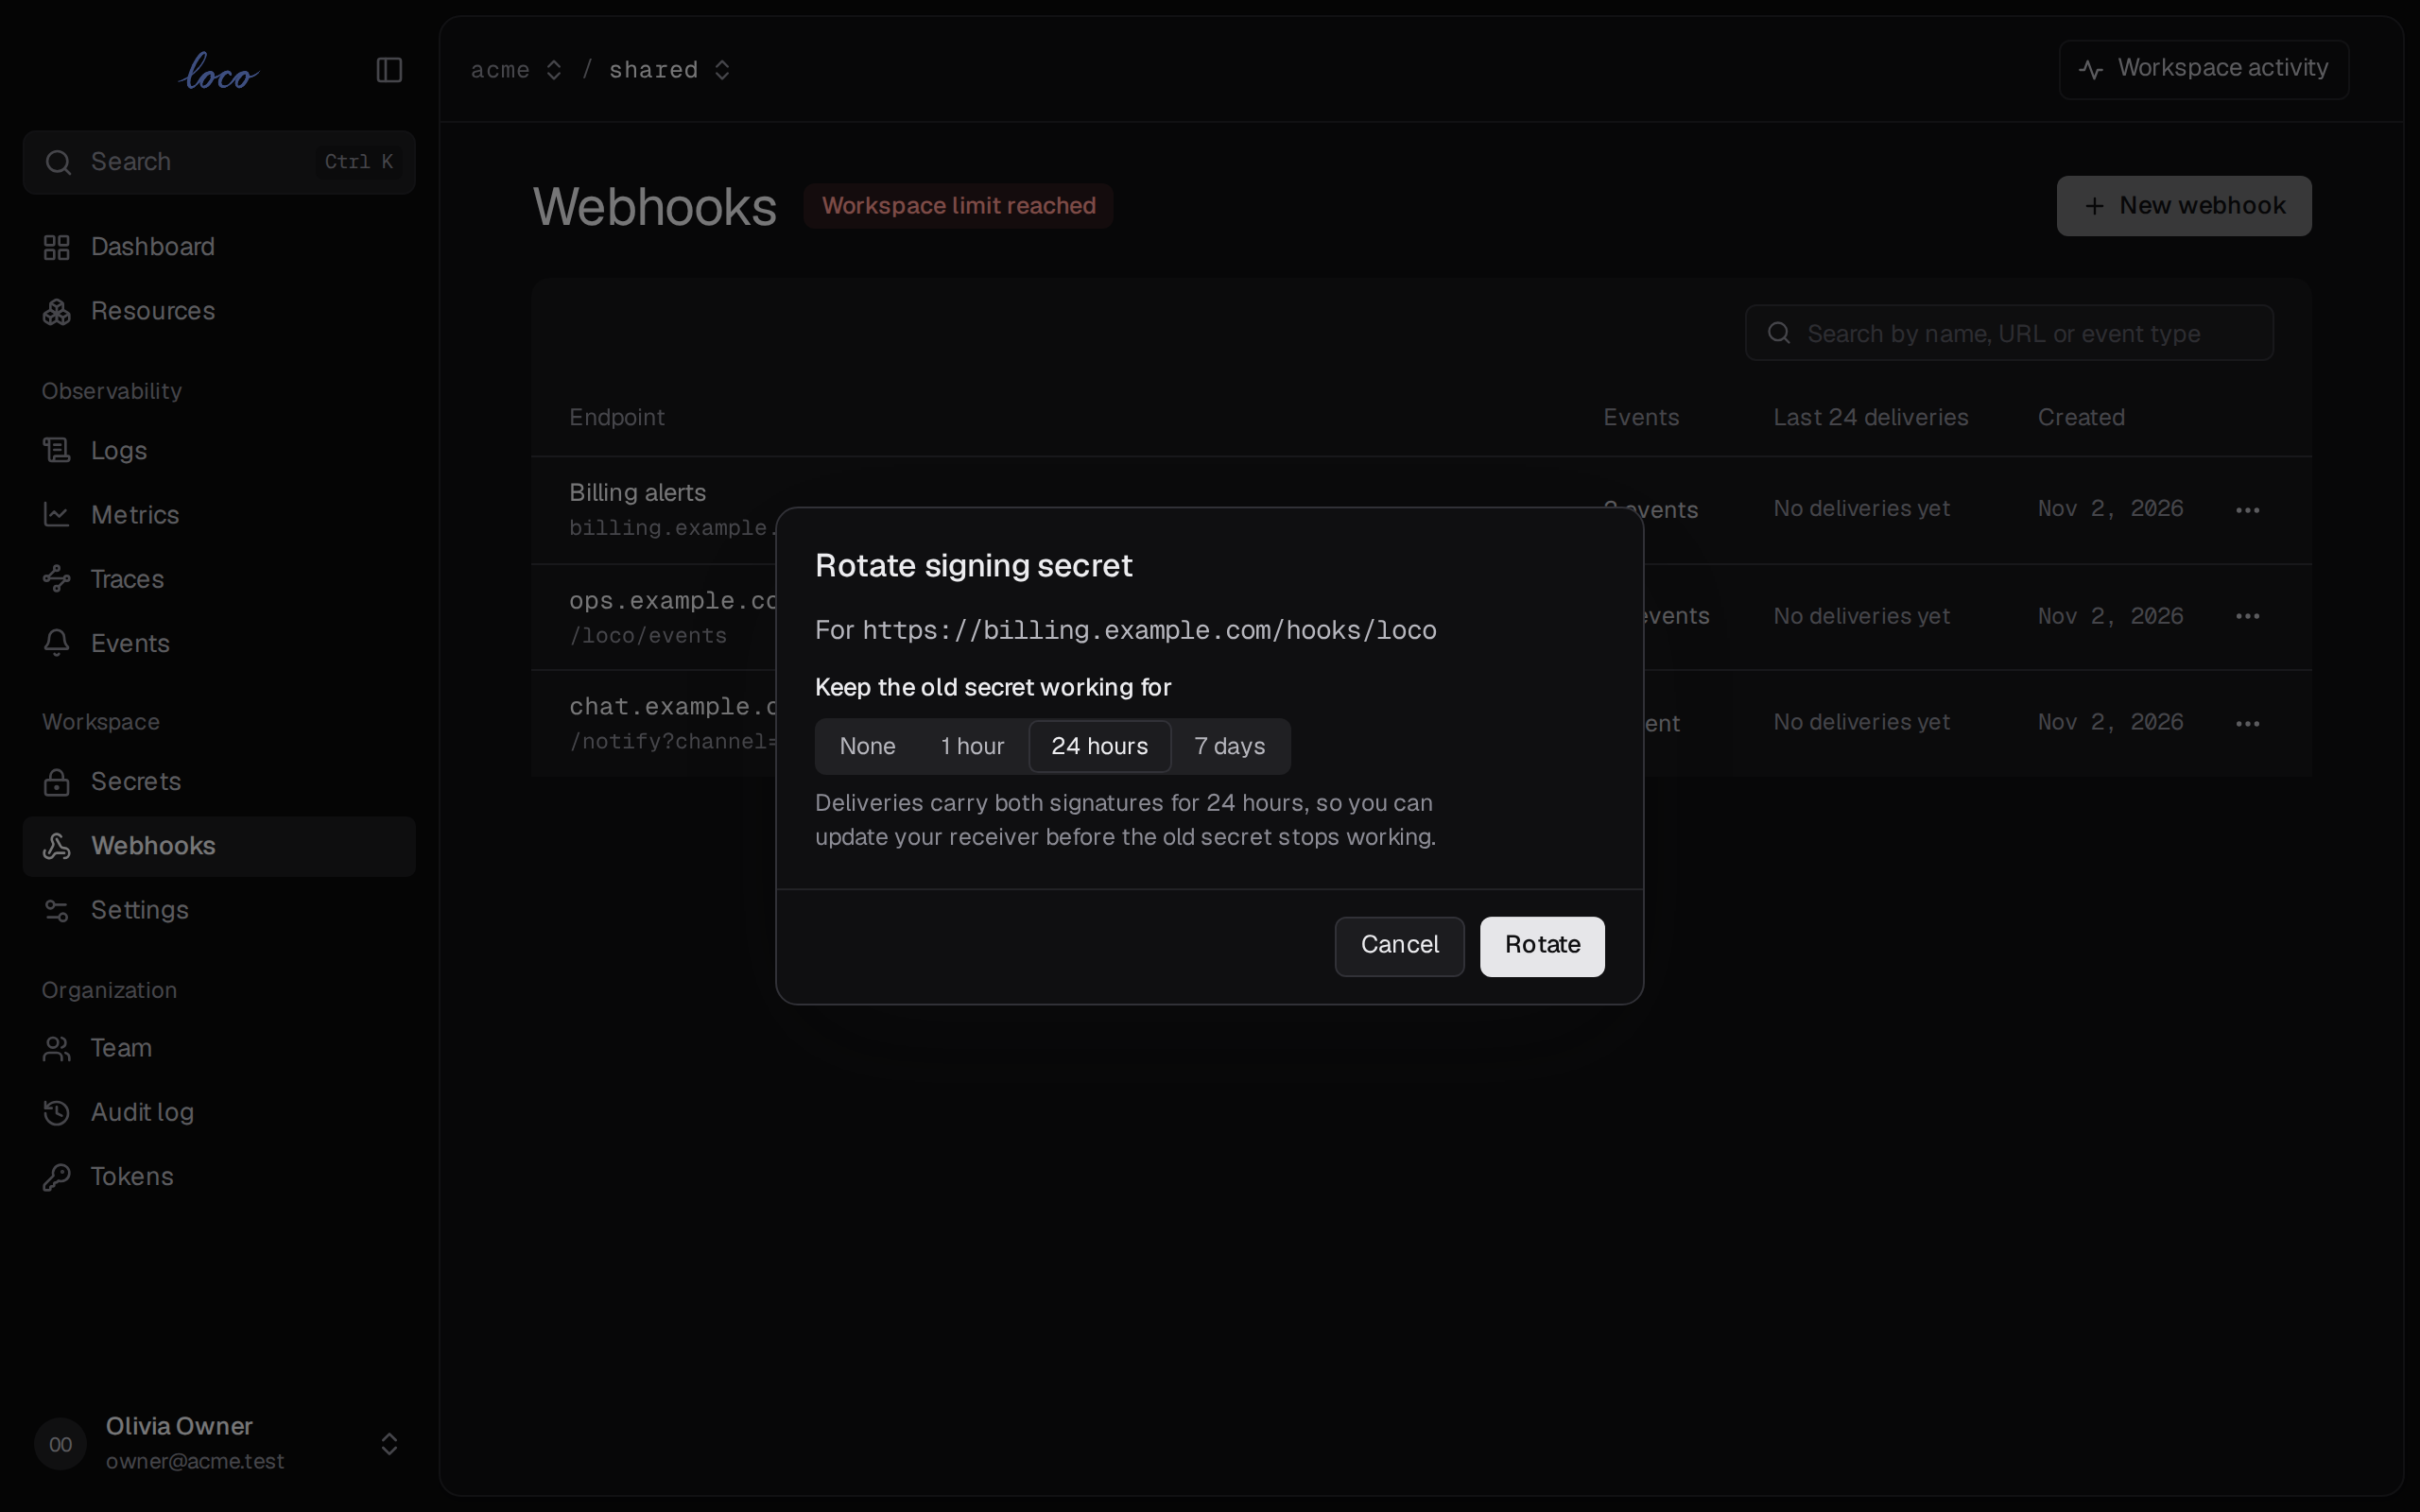 loco
acme / shared
Workspace activity
Search Ctrl K
Dashboard
Resources
Observability
Logs
Metrics
Traces
Events
Workspace
Secrets
Webhooks
Settings
Organization
Team
Audit log
Tokens
OO
Olivia Owner
owner@acme.test
Webhooks Workspace limit reached
New webhook
Search by name, URL or event type
Endpoint Events Last 24 deliveries Created
Billing alerts
billing.example.
events No deliveries yet Nov 2, 2026
ops.example.co
/loco/events
events No deliveries yet Nov 2, 2026
chat.example.c
/notify?channel=
ent No deliveries yet Nov 2, 2026
Rotate signing secret
For https://billing.example.com/hooks/loco
Keep the old secret working for
None 1 hour 24 hours 7 days
Deliveries carry both signatures for 24 hours, so you can
update your receiver before the old secret stops working.
Cancel Rotate